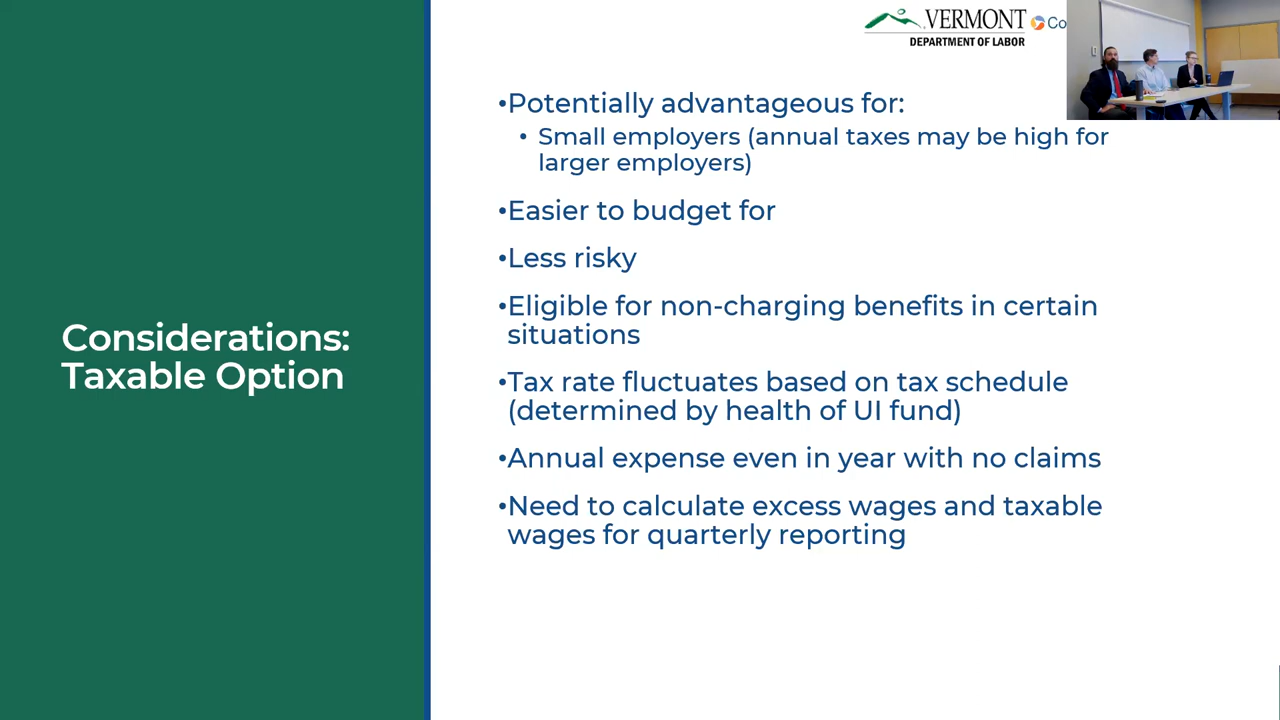 VERMONT
DEPARTMENT OF LABOR
Co
•Potentially advantageous for:
• Small employers (annual taxes may be high for
larger employers)
•Easier to budget for
•Less risky
•Eligible for non-charging benefits in certain
situations
Considerations:
Taxable Option
•Tax rate fluctuates based on tax schedule
(determined by health of UI fund)
•Annual expense even in year with no claims
•Need to calculate excess wages and taxable
wages for quarterly reporting